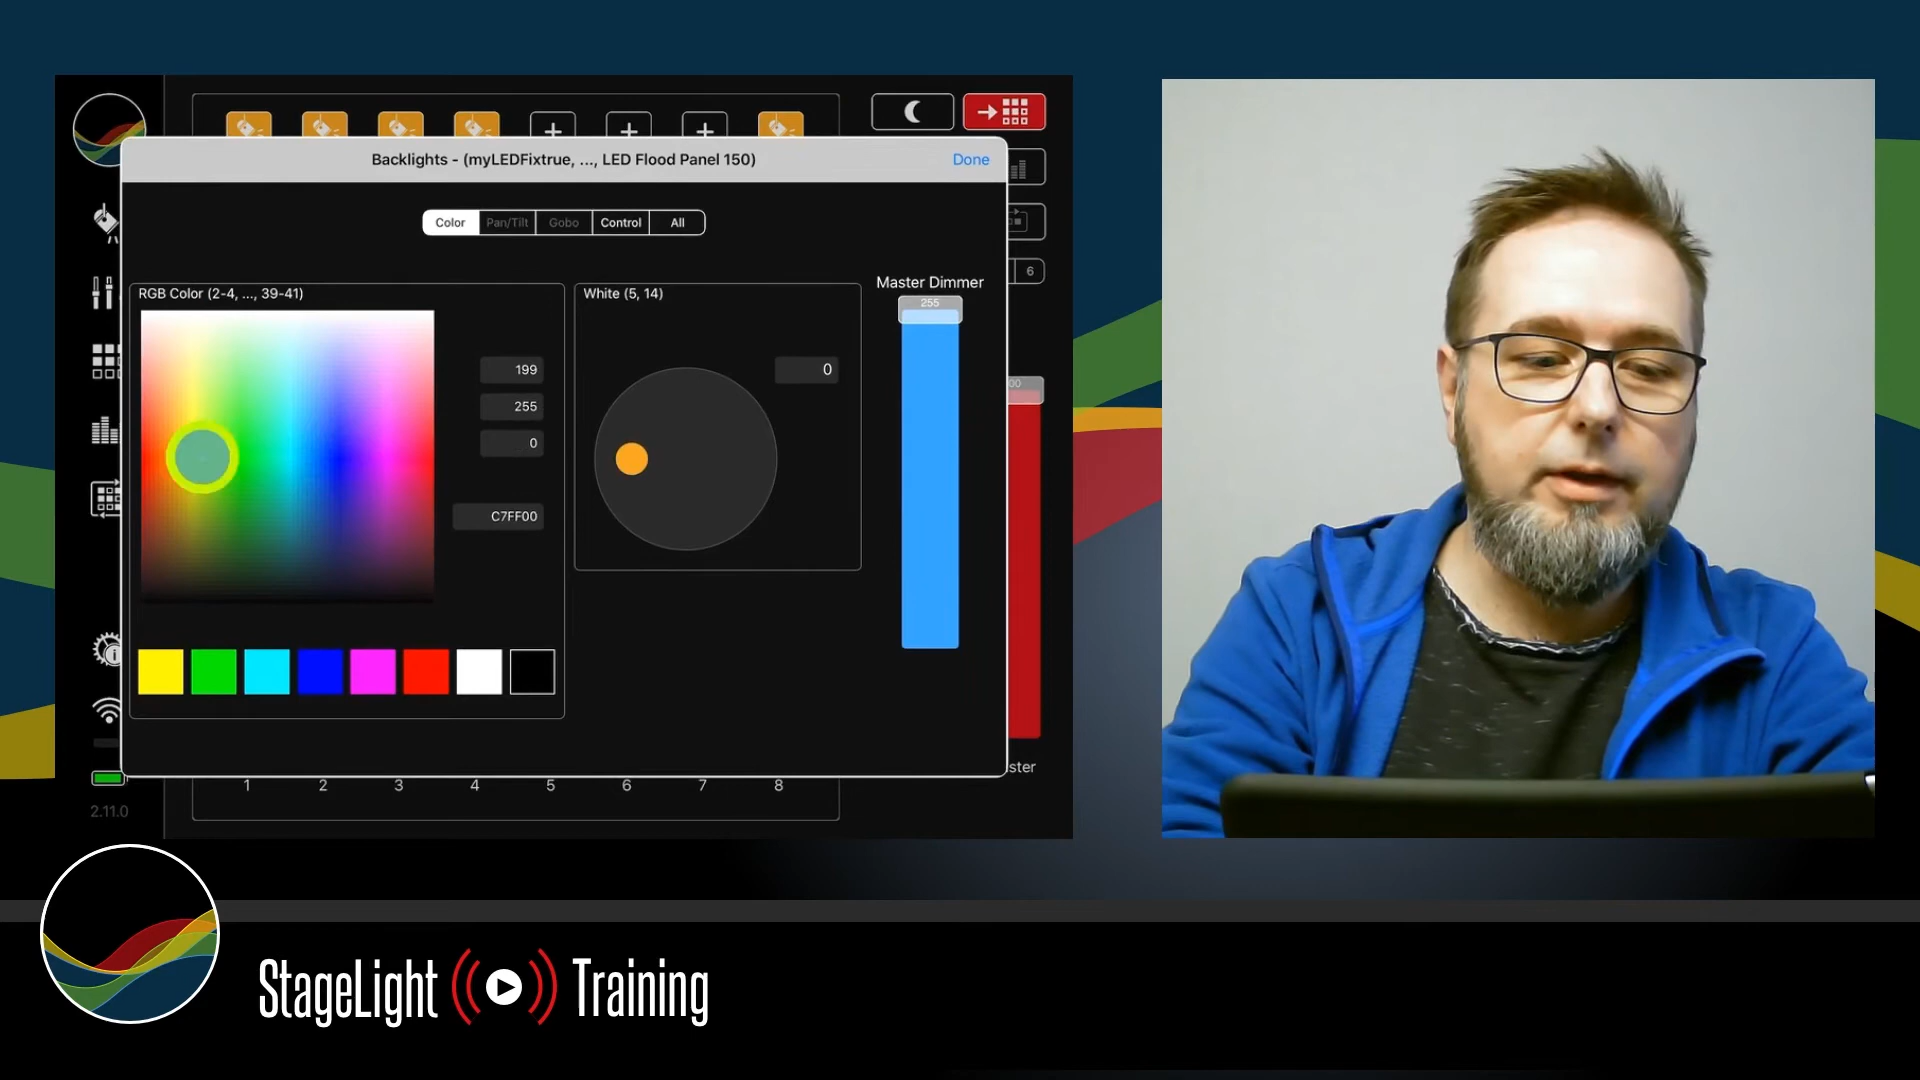 Backlights - (myLEDFixtrue, ..., LED Flood Panel 150)
Done
Color
Pan/Tilt
Gobo
Control
All
6
RGB Color (2-4, ..., 39-41)
White (5, 14)
Master Dimmer
255
199
0
255
00
0
C7FF00
ster
1
2
3
4
5
6
7
8
2.11.0
StageLight Training